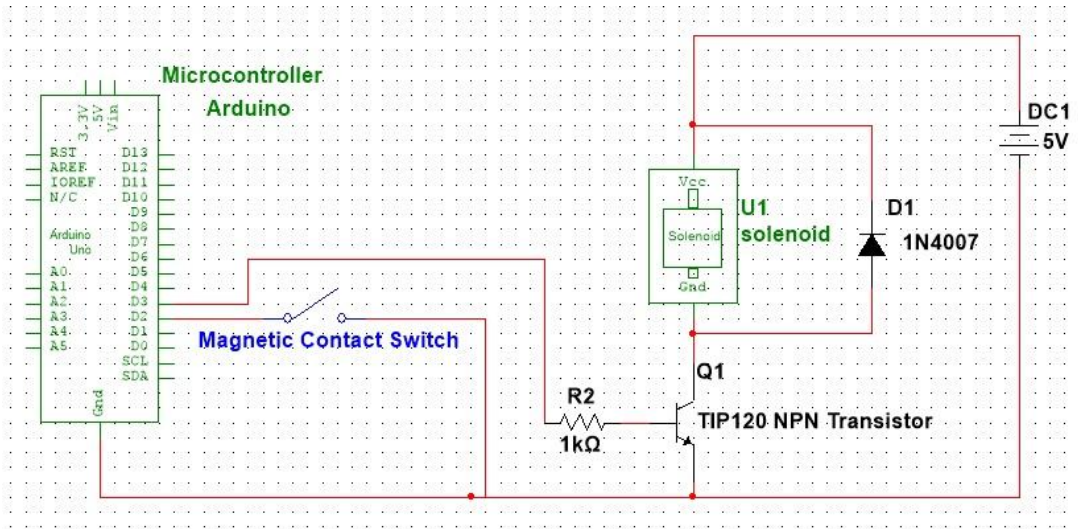 Microcontroller
Arduino
3.3V
5V
Vin
RST
AREF
IOREF
N/C
D13
D12
D11
D10
D9
D8
D7
D6
D5
D4
D3
D2
D1
D0
SCL
SDA
Arduino
Uno
A0
A1
A2
A3
A4
A5
Gnd
Magnetic Contact Switch
R2
1kΩ
Vcc
Solenoid
Gnd
U1
solenoid
D1
1N4007
DC1
5V
Q1
TIP120 NPN Transistor